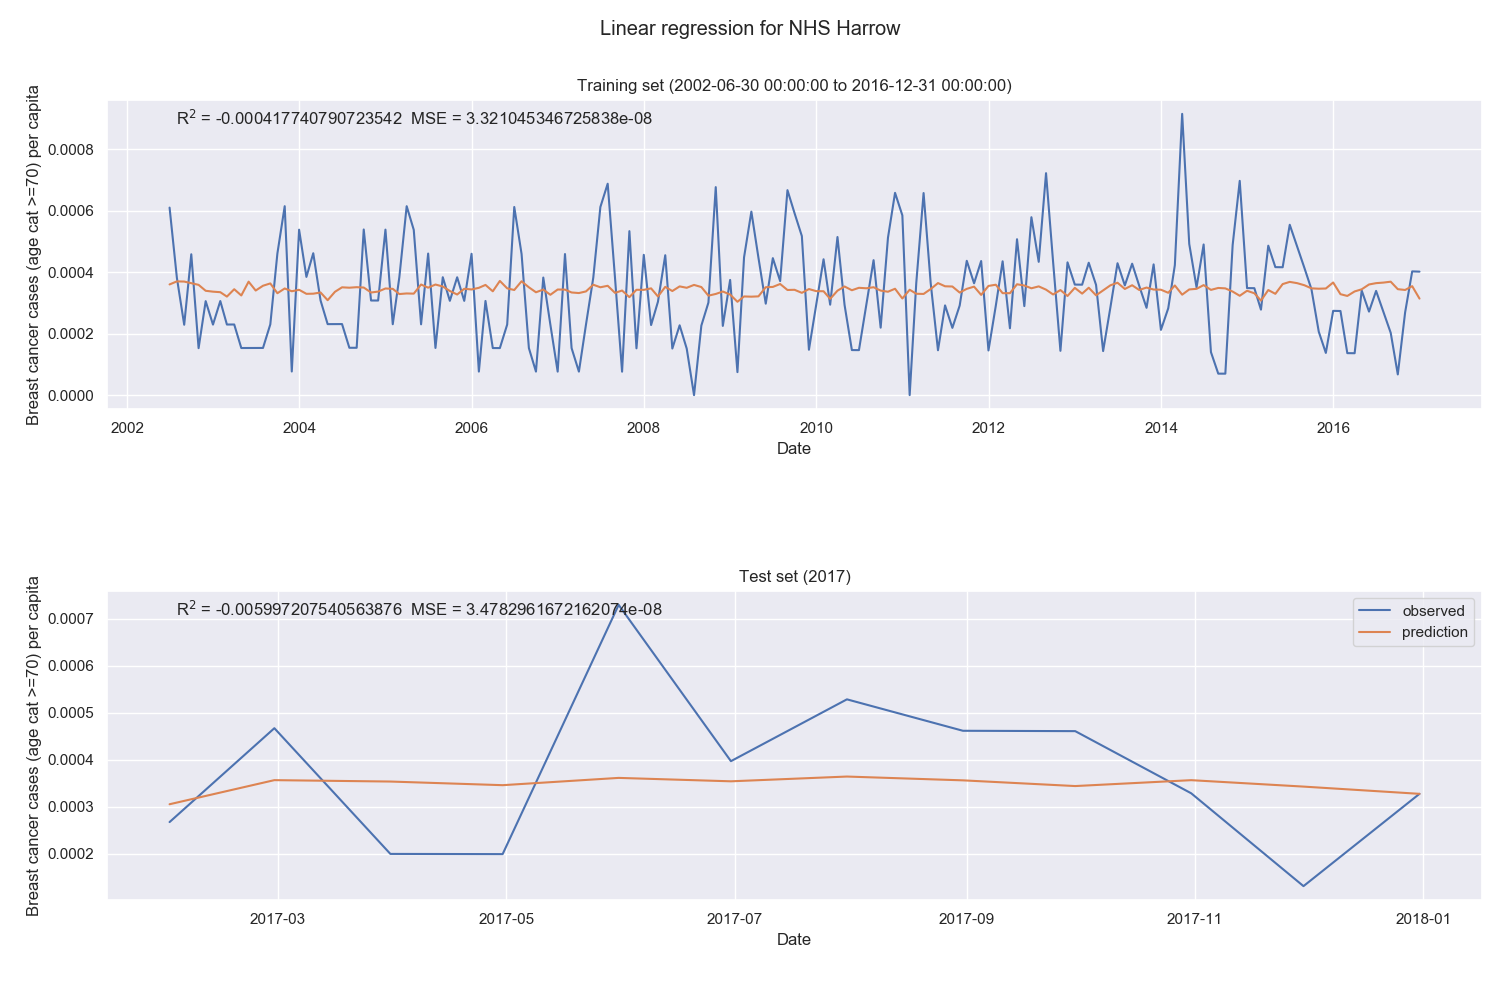 Linear regression for NHS Harrow
Training set (2002-06-30 00:00:00 to 2016-12-31 00:00:00)
R² = -0.000417740790723542 MSE = 3.321045346725838e-08
Breast cancer cases (age cat >=70) per capita
0.0008
0.0006
0.0004
0.0002
0.0000
2002 2004 2006 2008 2010 2012 2014 2016
Date
Test set (2017)
R² = -0.005997207540563876 MSE = 3.4782961672162074e-08
observed
prediction
Breast cancer cases (age cat >=70) per capita
0.0007
0.0006
0.0005
0.0004
0.0003
0.0002
2017-03 2017-05 2017-07 2017-09 2017-11 2018-01
Date